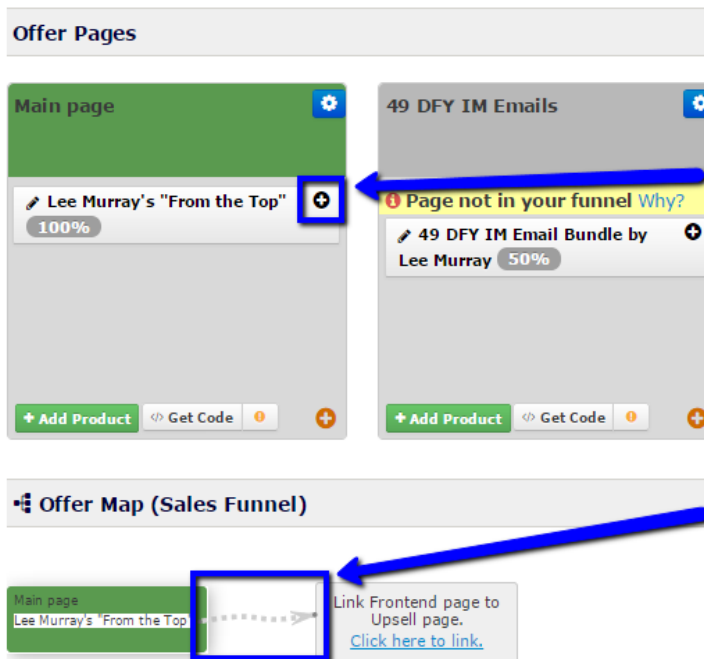 Offer Pages
Main page
Lee Murray's "From the Top"
100%
+ Add Product
</> Get Code
49 DFY IM Emails
Page not in your funnel Why?
49 DFY IM Email Bundle by
Lee Murray 50%
+ Add Product
</> Get Code
Offer Map (Sales Funnel)
Main page
Lee Murray's "From the Top"
Link Frontend page to
Upsell page.
Click here to link.